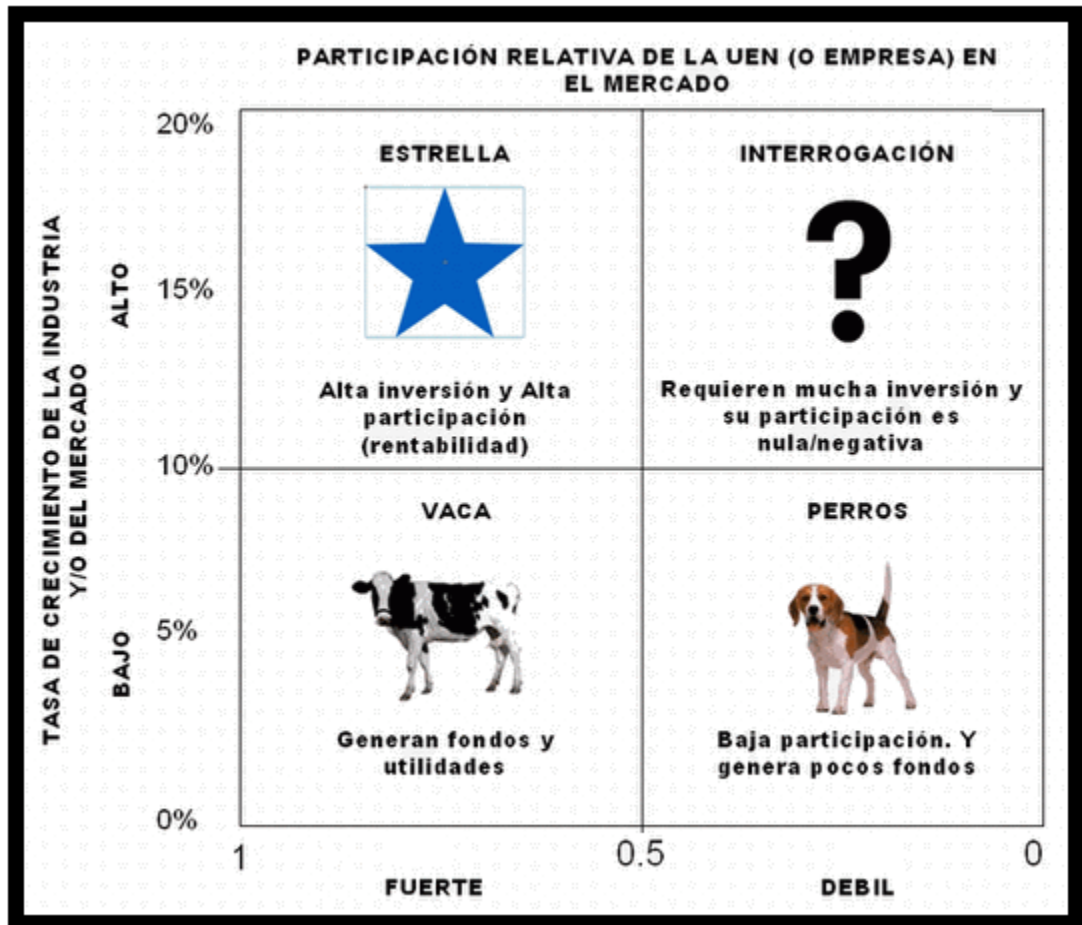 PARTICIPACIÓN RELATIVA DE LA UEN (O EMPRESA) EN
EL MERCADO
TASA DE CRECIMIENTO DE LA INDUSTRIA
Y/O DEL MERCADO
ALTO
BAJO
20%
15%
10%
5%
0%
ESTRELLA
Alta inversión y Alta
participación
(rentabilidad)
INTERROGACIÓN
?
Requieren mucha inversión y
su participación es
nula/negativa
VACA
Generan fondos y
utilidades
PERROS
Baja participación. Y
genera pocos fondos
1
0.5
0
FUERTE
DEBIL